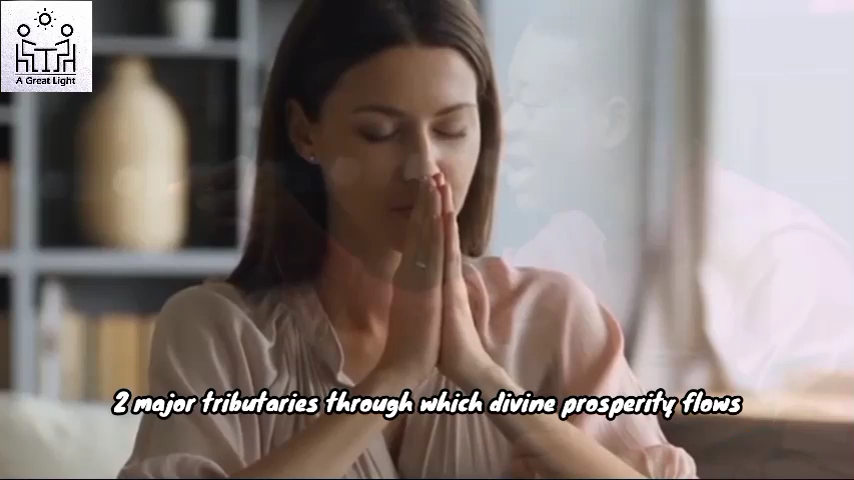 A Great Light
2 major tributaries through which divine prosperity flows